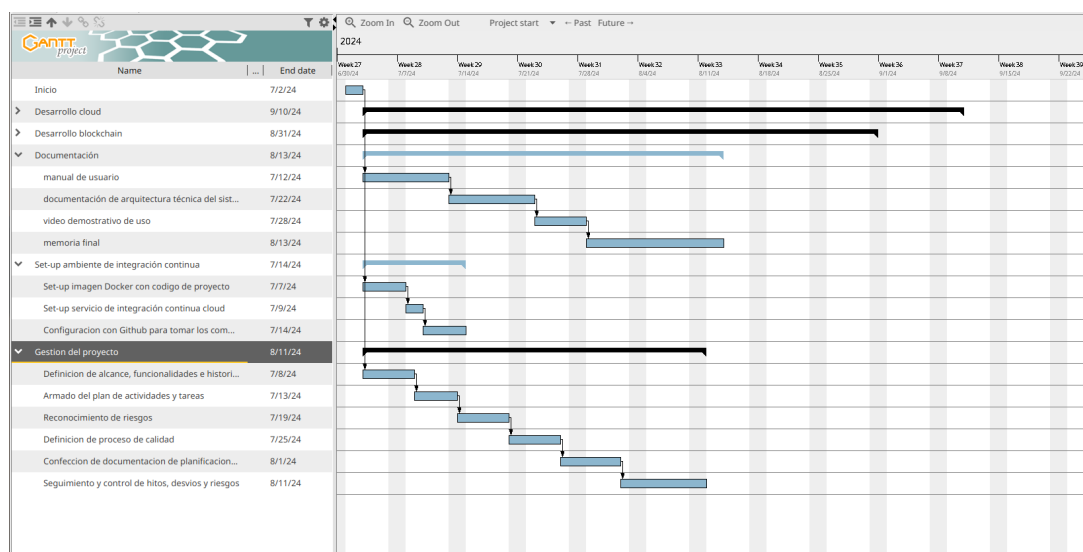 Zoom In Zoom Out Project start ← Past Future →
GANTT project
2024
Name ... End date
Week 27 Week 28 Week 29 Week 30 Week 31 Week 32 Week 33 Week 34 Week 35 Week 36 Week 37 Week 38 Week 39
6/30/24 7/7/24 7/14/24 7/21/24 7/28/24 8/4/24 8/11/24 8/18/24 8/25/24 9/1/24 9/8/24 9/15/24 9/22/24
Inicio 7/2/24
Desarrollo cloud 9/10/24
Desarrollo blockchain 8/31/24
Documentación 8/13/24
manual de usuario 7/12/24
documentación de arquitectura técnica del sist... 7/22/24
video demostrativo de uso 7/28/24
memoria final 8/13/24
Set-up ambiente de integración continua 7/14/24
Set-up imagen Docker con codigo de proyecto 7/7/24
Set-up servicio de integración continua cloud 7/9/24
Configuracion con Github para tomar los com... 7/14/24
Gestion del proyecto 8/11/24
Definicion de alcance, funcionalidades e histori... 7/8/24
Armado del plan de actividades y tareas 7/13/24
Reconocimiento de riesgos 7/19/24
Definicion de proceso de calidad 7/25/24
Confeccion de documentacion de planificacion... 8/1/24
Seguimiento y control de hitos, desvios y riesgos 8/11/24